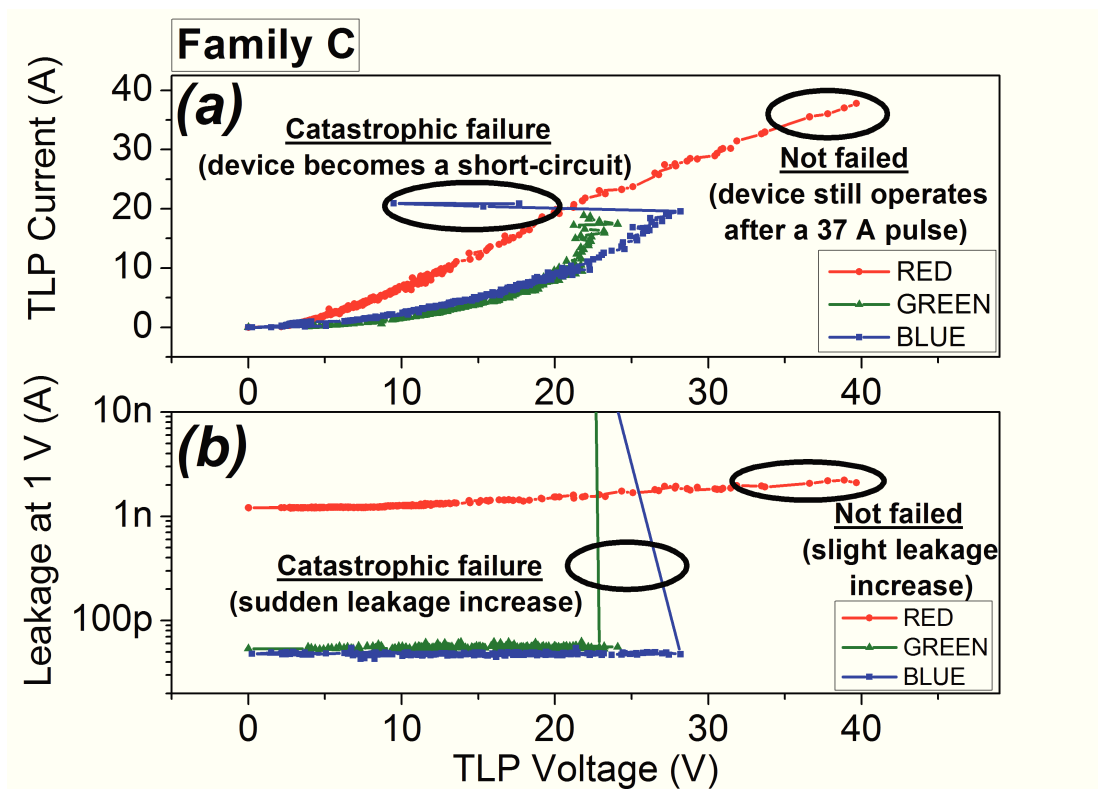 Family C
(a)
TLP Current (A)
40
30
20
10
0
Catastrophic failure
(device becomes a short-circuit)
Not failed
(device still operates
after a 37 A pulse)
RED
GREEN
BLUE
0 10 20 30 40
(b)
Leakage at 1 V (A)
10n
1n
100p
Not failed
(slight leakage
increase)
Catastrophic failure
(sudden leakage increase)
RED
GREEN
BLUE
0 10 20 30 40
TLP Voltage (V)